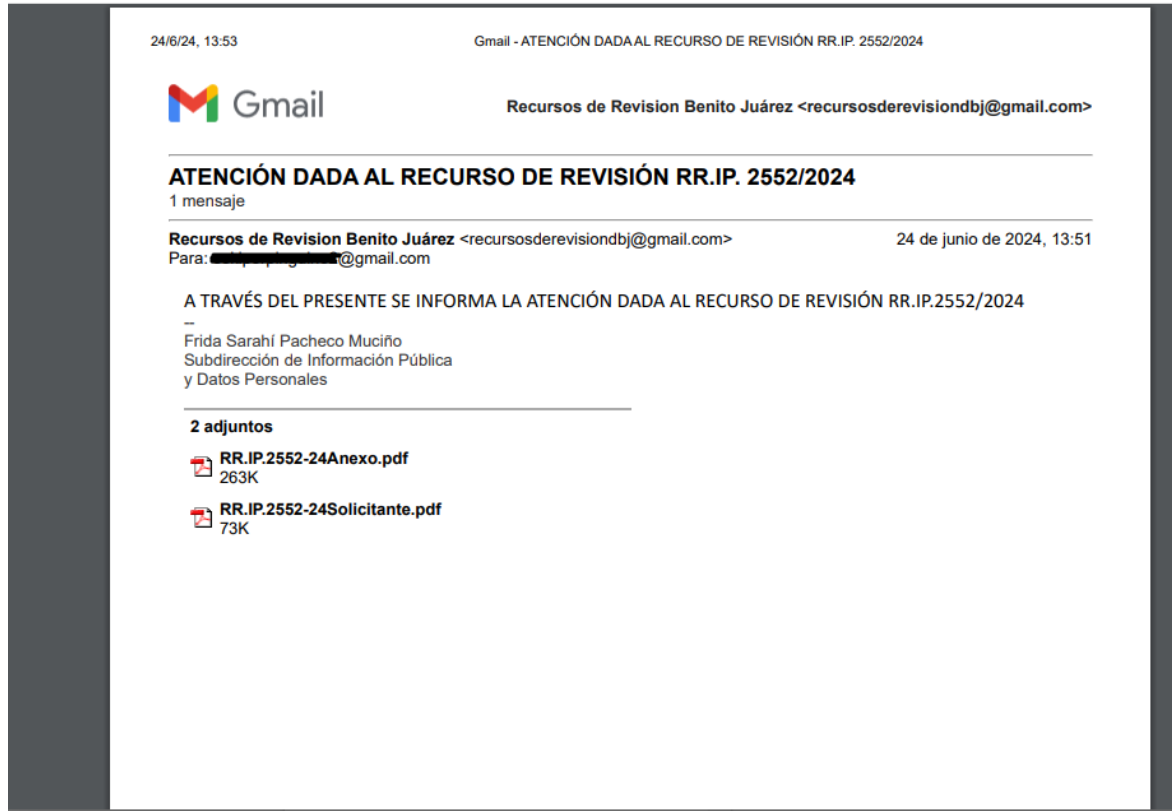 24/6/24, 13:53 Gmail - ATENCIÓN DADA AL RECURSO DE REVISIÓN RR.IP. 2552/2024
Gmail Recursos de Revision Benito Juárez <recursosderevisiondbj@gmail.com>
ATENCIÓN DADA AL RECURSO DE REVISIÓN RR.IP. 2552/2024
1 mensaje
Recursos de Revision Benito Juárez <recursosderevisiondbj@gmail.com> 24 de junio de 2024, 13:51
Para: @gmail.com
A TRAVÉS DEL PRESENTE SE INFORMA LA ATENCIÓN DADA AL RECURSO DE REVISIÓN RR.IP.2552/2024
--
Frida Sarahí Pacheco Muciño
Subdirección de Información Pública
y Datos Personales
2 adjuntos
RR.IP.2552-24Anexo.pdf
263K
RR.IP.2552-24Solicitante.pdf
73K